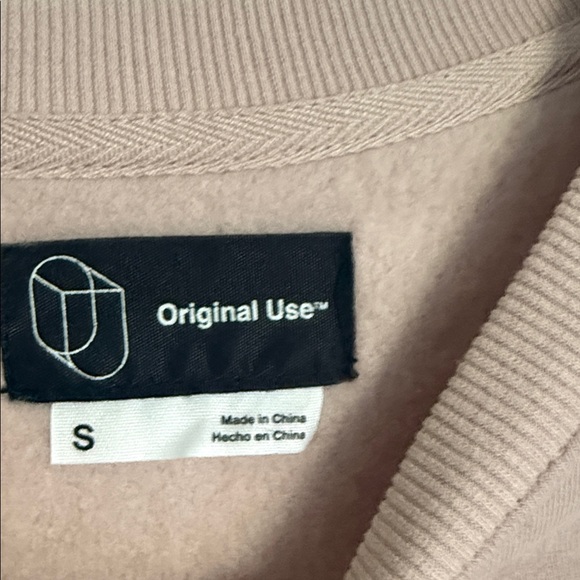 Original Use™
S
Made in China
Hecho en China